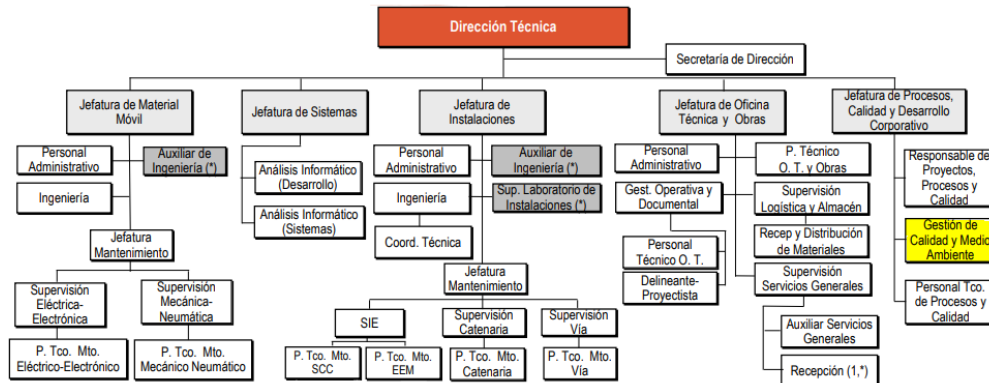 Dirección Técnica
Secretaría de Dirección
Jefatura de Material
Móvil
Jefatura de Sistemas
Jefatura de
Instalaciones
Jefatura de Oficina
Técnica y Obras
Jefatura de Procesos,
Calidad y Desarrollo
Corporativo
Personal
Administrativo
Auxiliar de
Ingeniería (*)
Ingeniería
Jefatura
Mantenimiento
Supervisión
Eléctrica-
Electrónica
Supervisión
Mecánica-
Neumática
P. Tco. Mto.
Eléctrico-Electrónico
P. Tco. Mto.
Mecánico Neumático
Análisis Informático
(Desarrollo)
Análisis Informático
(Sistemas)
Personal
Administrativo
Auxiliar de
Ingeniería (*)
Ingeniería
Sup. Laboratorio de
Instalaciones (*)
Coord. Técnica
Jefatura
Mantenimiento
SIE
Supervisión
Catenaria
Supervisión
Vía
P. Tco. Mto.
SCC
P. Tco. Mto.
EEM
P. Tco. Mto.
Catenaria
P. Tco. Mto.
Vía
Personal
Administrativo
P. Técnico
O. T. y Obras
Gest. Operativa y
Documental
Supervisión
Logística y Almacén
Recep y Distribución
de Materiales
Personal
Técnico O. T.
Delineante-
Proyectista
Supervisión
Servicios Generales
Auxiliar Servicios
Generales
Recepción (1,*)
Responsable de
Proyectos,
Procesos y
Calidad
Gestión de
Calidad y Medio
Ambiente
Personal Tco.
de Procesos y
Calidad